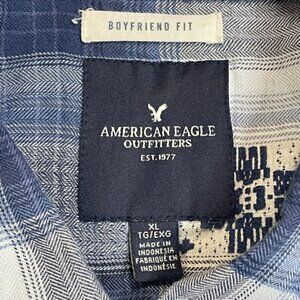 BOYFRIEND FIT
AMERICAN EAGLE
OUTFITTERS
EST. 1977
XL
TG/EXG
MADE IN
INDONESIA
FABRIQUÉ EN
INDONÉSIE